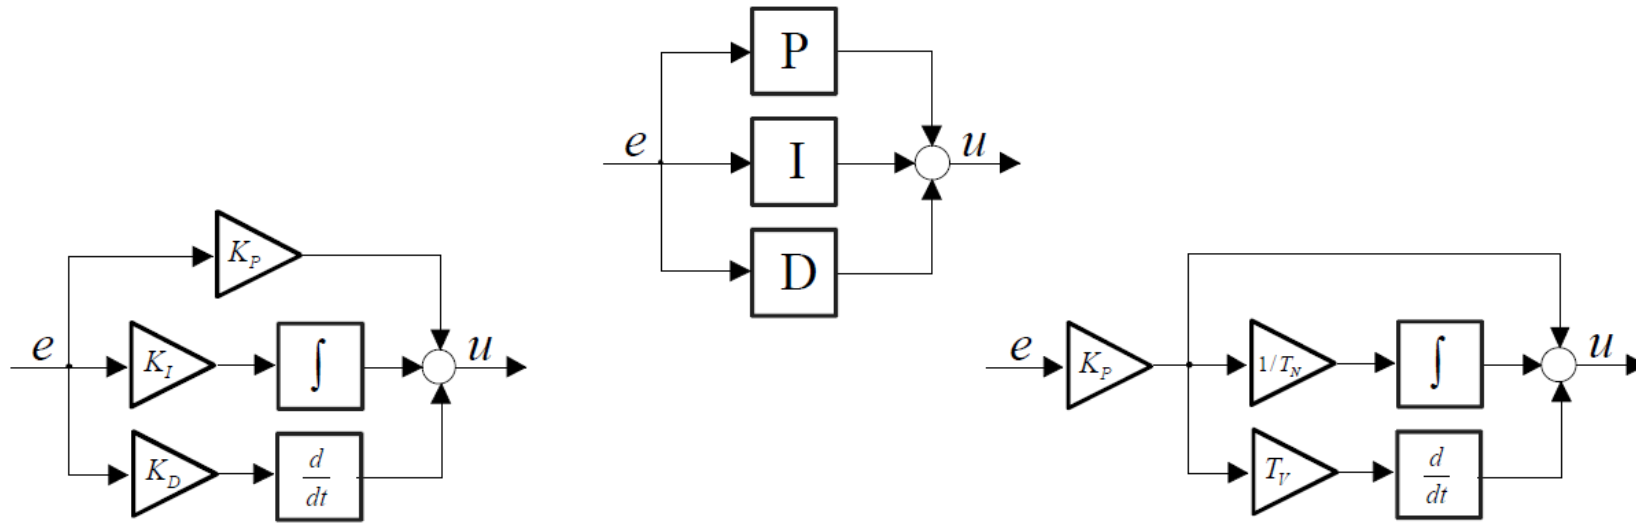 P
e
I
u
D
K_P
e
K_I
∫
u
K_D
d
dt
e
K_P
1/T_N
∫
u
T_V
d
dt